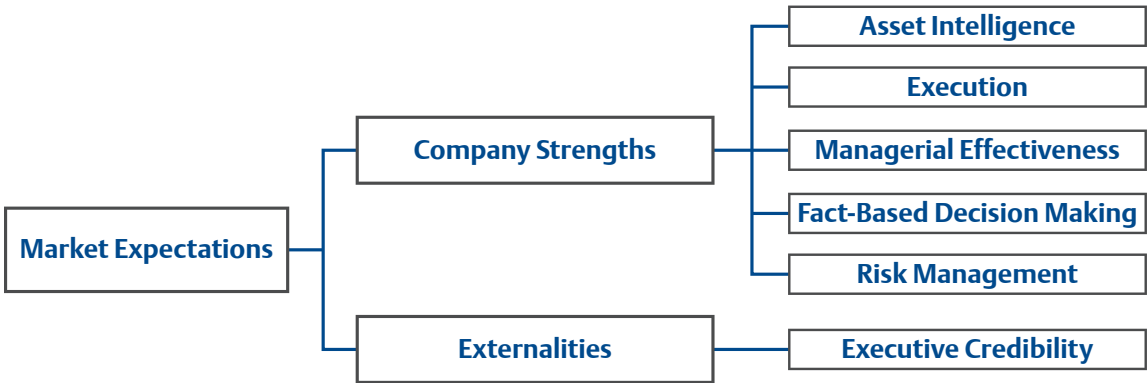 Asset Intelligence
Execution
Company Strengths
Managerial Effectiveness
Fact-Based Decision Making
Market Expectations
Risk Management
Externalities
Executive Credibility